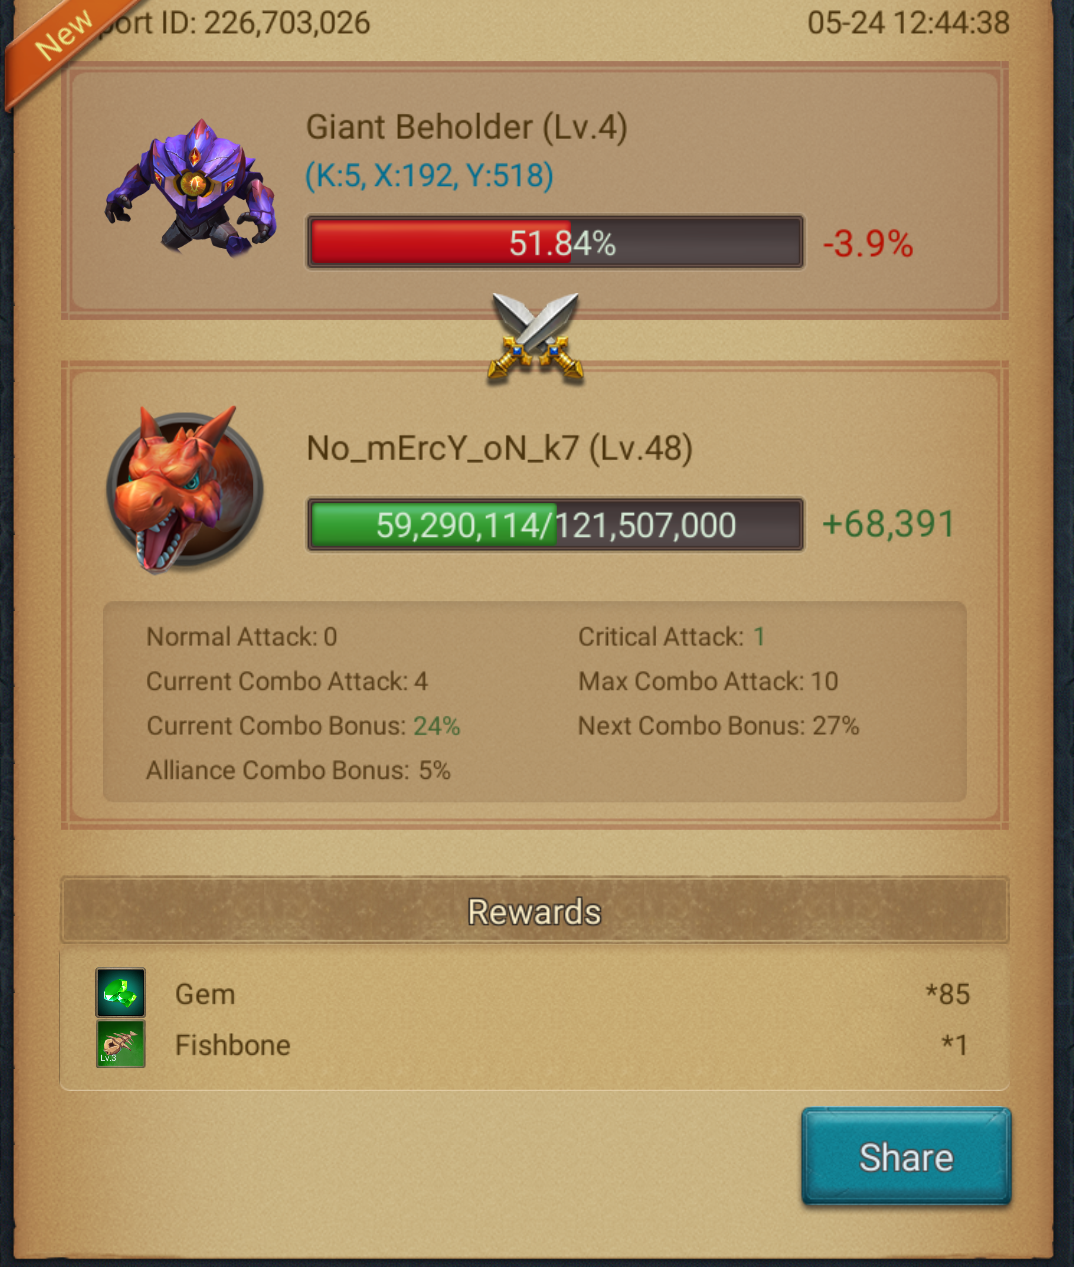 New
port ID: 226,703,026 05-24 12:44:38
Giant Beholder (Lv.4)
(K:5, X:192, Y:518)
51.84% -3.9%
No_mErcY_oN_k7 (Lv.48)
59,290,114/121,507,000 +68,391
Normal Attack: 0 Critical Attack: 1
Current Combo Attack: 4 Max Combo Attack: 10
Current Combo Bonus: 24% Next Combo Bonus: 27%
Alliance Combo Bonus: 5%
Rewards
Gem *85
Fishbone *1
Lv.3
Share